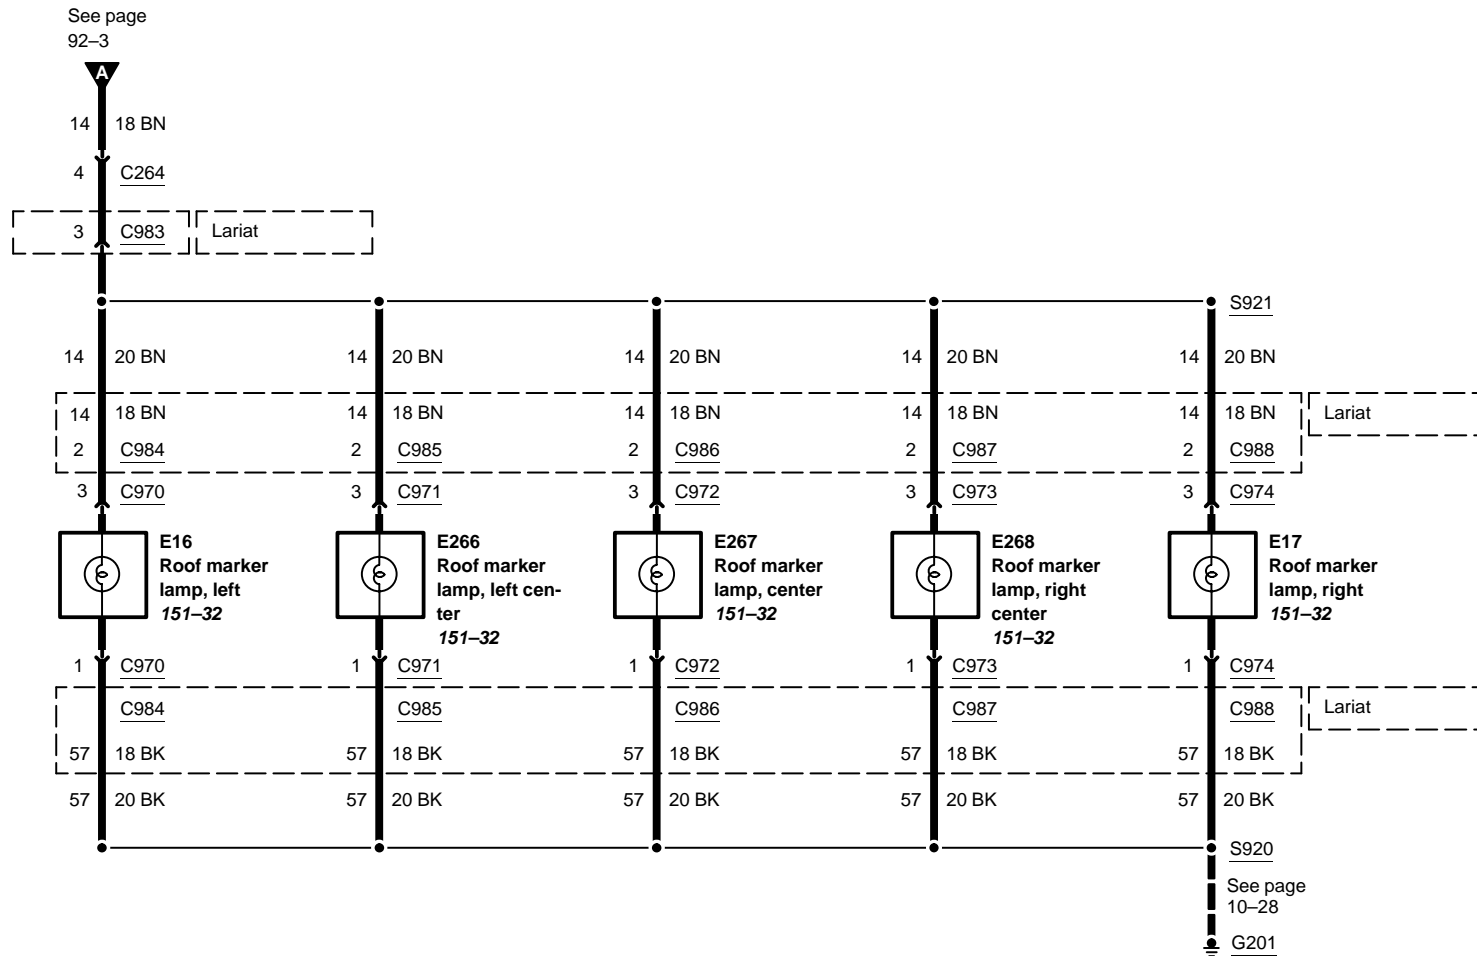 See page
92–3
A
14 18 BN
4 C264
3 C983 Lariat
S921
14 20 BN 14 20 BN 14 20 BN 14 20 BN 14 20 BN
14 18 BN 14 18 BN 14 18 BN 14 18 BN 14 18 BN Lariat
2 C984 2 C985 2 C986 2 C987 2 C988
3 C970 3 C971 3 C972 3 C973 3 C974
E16
Roof marker
lamp, left
151–32
E266
Roof marker
lamp, left cen-
ter
151–32
E267
Roof marker
lamp, center
151–32
E268
Roof marker
lamp, right
center
151–32
E17
Roof marker
lamp, right
151–32
1 C970 1 C971 1 C972 1 C973 1 C974
C984 C985 C986 C987 C988 Lariat
57 18 BK 57 18 BK 57 18 BK 57 18 BK 57 18 BK
57 20 BK 57 20 BK 57 20 BK 57 20 BK 57 20 BK
S920
See page
10–28
G201